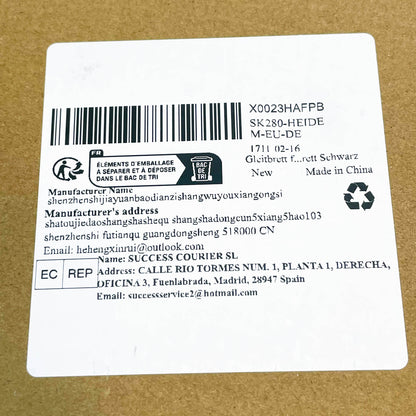 X0023HAFPB
SK280-HEIDE
M-EU-DE
1711 02-16
Gleitbrett f...rett Schwarz
New
Made in China
FR
ÉLÉMENTS D'EMBALLAGE
À SÉPARER ET À DÉPOSER
DANS LE BAC DE TRI
BAC
DE
TRI
Manufacturer Name
shenzhenshijiayuanbaodianzishangwuyouxiangongsi
Manufacturer's address
shatoujiedaoshangshashequ shangshadongcun5xiang5hao103
shenzhenshi futianqu guangdongsheng 518000 CN
Email: hehengxinrui@outlook.com
EC REP
Name: SUCCESS COURIER SL
Address: CALLE RIO TORMES NUM. 1, PLANTA 1, DERECHA,
OFICINA 3, Fuenlabrada, Madrid, 28947 Spain
Email: successservice2@hotmail.com